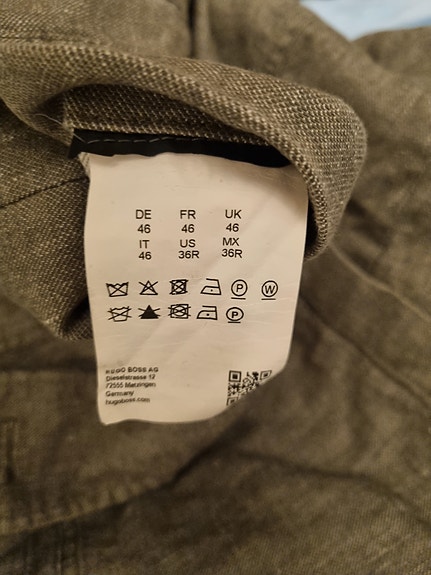 DE FR UK
46 46 46
IT US MX
46 36R 36R
P W
P
HUGO BOSS AG
Dieselstrasse 12
72555 Metzingen
Germany
hugoboss.com